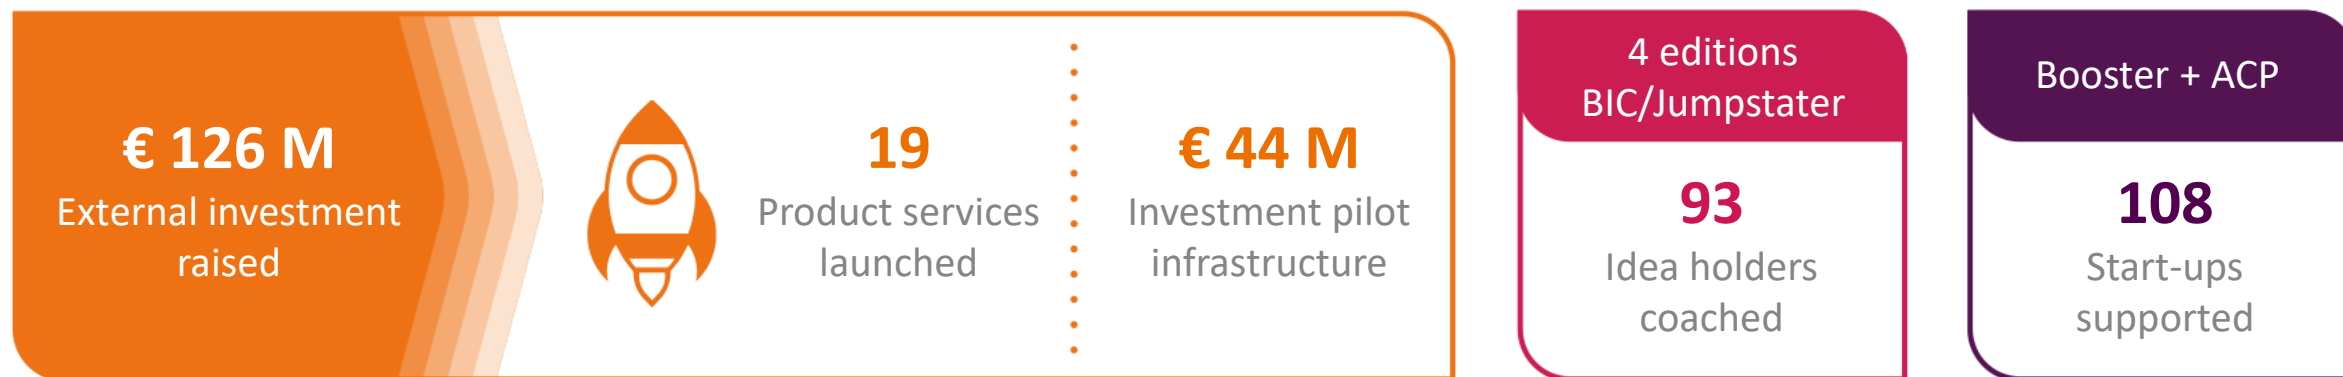 € 126 M
External investment
raised
19
Product services
launched
€ 44 M
Investment pilot
infrastructure
4 editions
BIC/Jumpstater
93
Idea holders
coached
Booster + ACP
108
Start-ups
supported